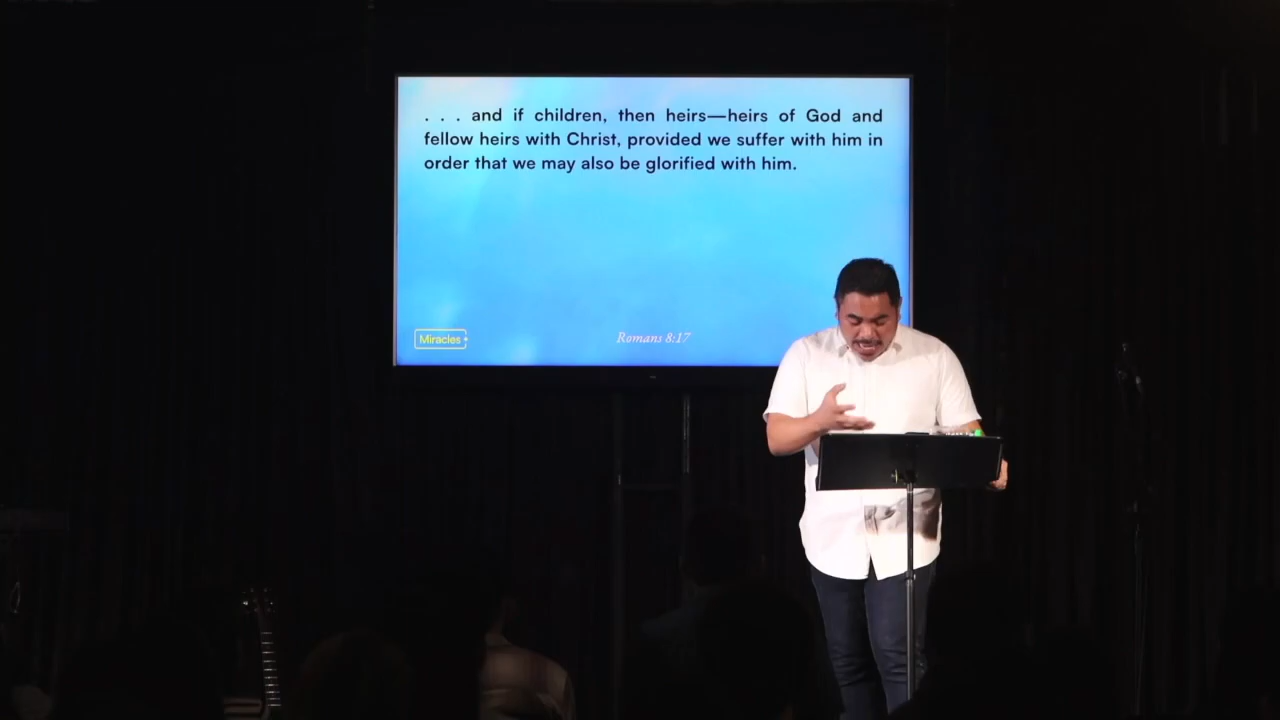 . . . and if children, then heirs—heirs of God and
fellow heirs with Christ, provided we suffer with him in
order that we may also be glorified with him.
Miracles
Romans 8:17